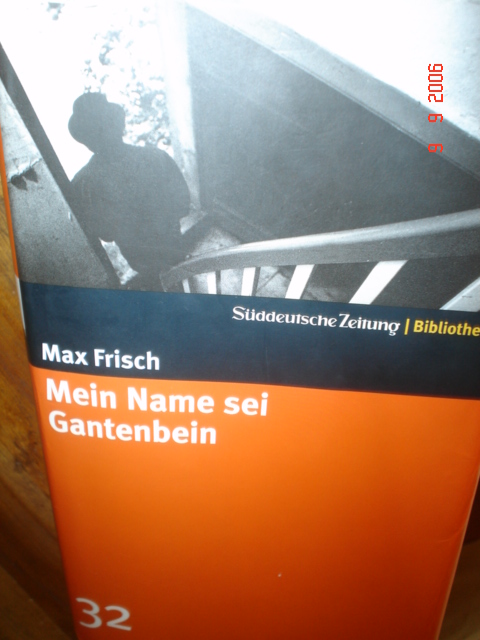 9 9 2006
Süddeutsche Zeitung | Bibliothe
Max Frisch
Mein Name sei
Gantenbein
32